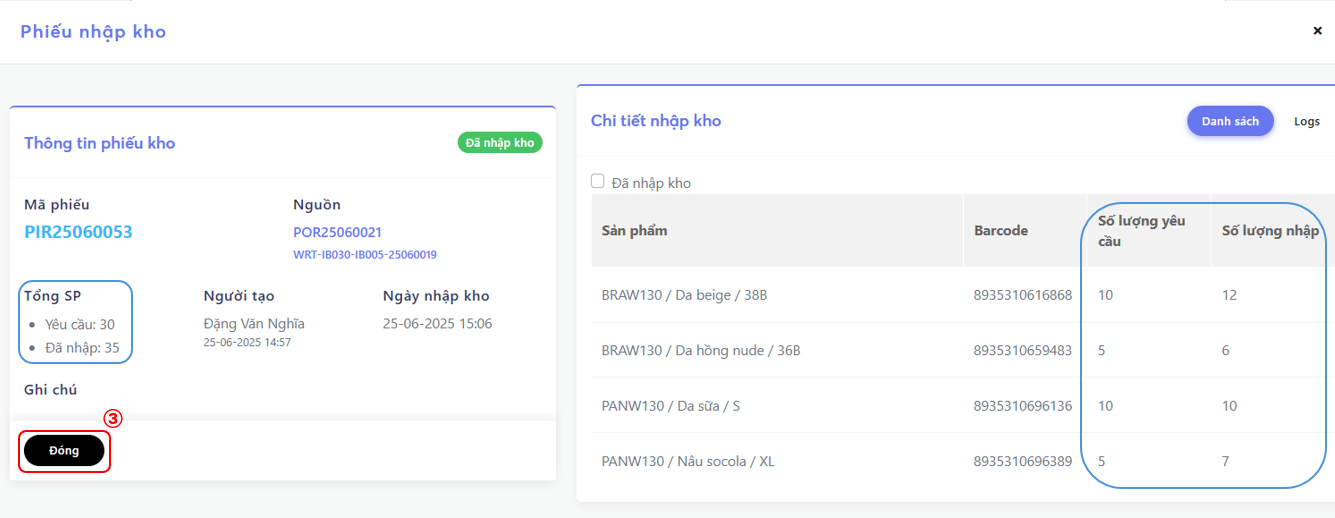 Phiếu nhập kho
×
Thông tin phiếu kho
Đã nhập kho
Mã phiếu
PIR25060053
Nguồn
POR25060021
WRT-IB030-IB005-25060019
Tổng SP
Yêu cầu: 30
Đã nhập: 35
Người tạo
Đặng Văn Nghĩa
25-06-2025 14:57
Ngày nhập kho
25-06-2025 15:06
Ghi chú
③
Đóng
Chi tiết nhập kho
Danh sách
Logs
Đã nhập kho
Sản phẩm Barcode Số lượng yêu cầu Số lượng nhập
BRAW130 / Da beige / 38B 8935310616868 10 12
BRAW130 / Da hồng nude / 36B 8935310659483 5 6
PANW130 / Da sữa / S 8935310696136 10 10
PANW130 / Nâu socola / XL 8935310696389 5 7